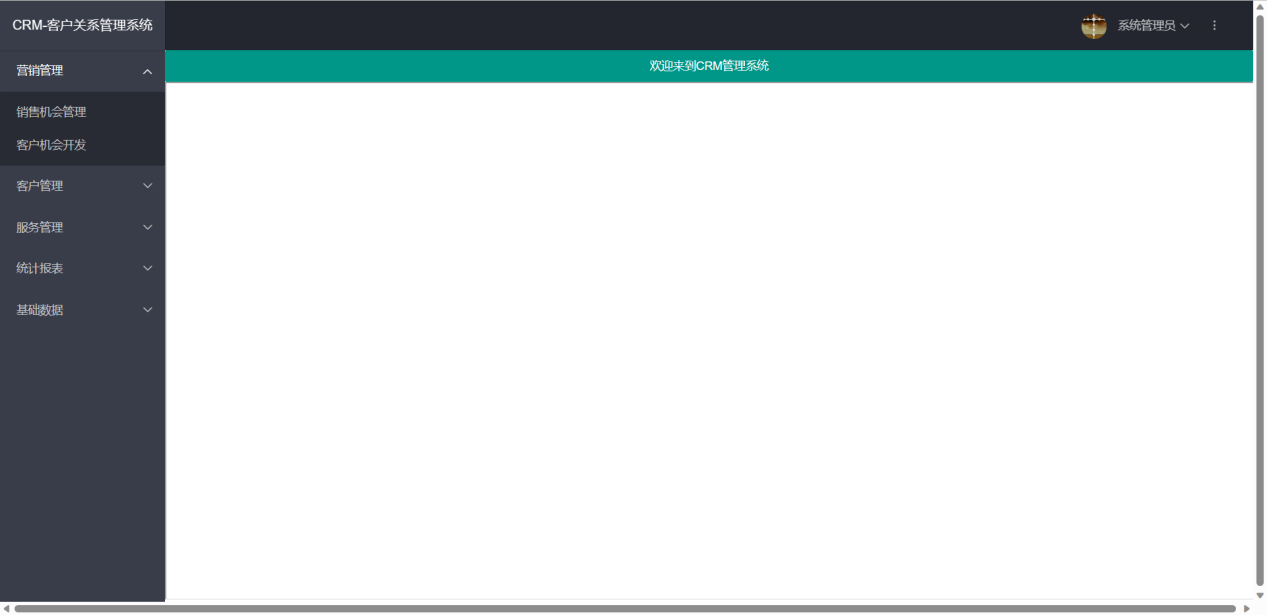 CRM-客户关系管理系统
系统管理员
营销管理
欢迎来到CRM管理系统
销售机会管理
客户机会开发
客户管理
服务管理
统计报表
基础数据